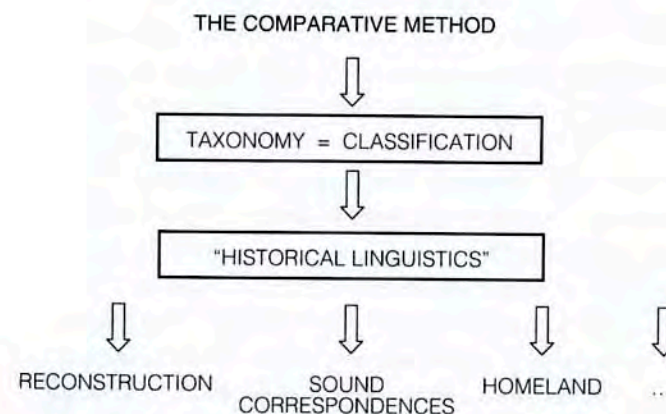 THE COMPARATIVE METHOD
TAXONOMY = CLASSIFICATION
"HISTORICAL LINGUISTICS"
RECONSTRUCTION SOUND CORRESPONDENCES HOMELAND ...